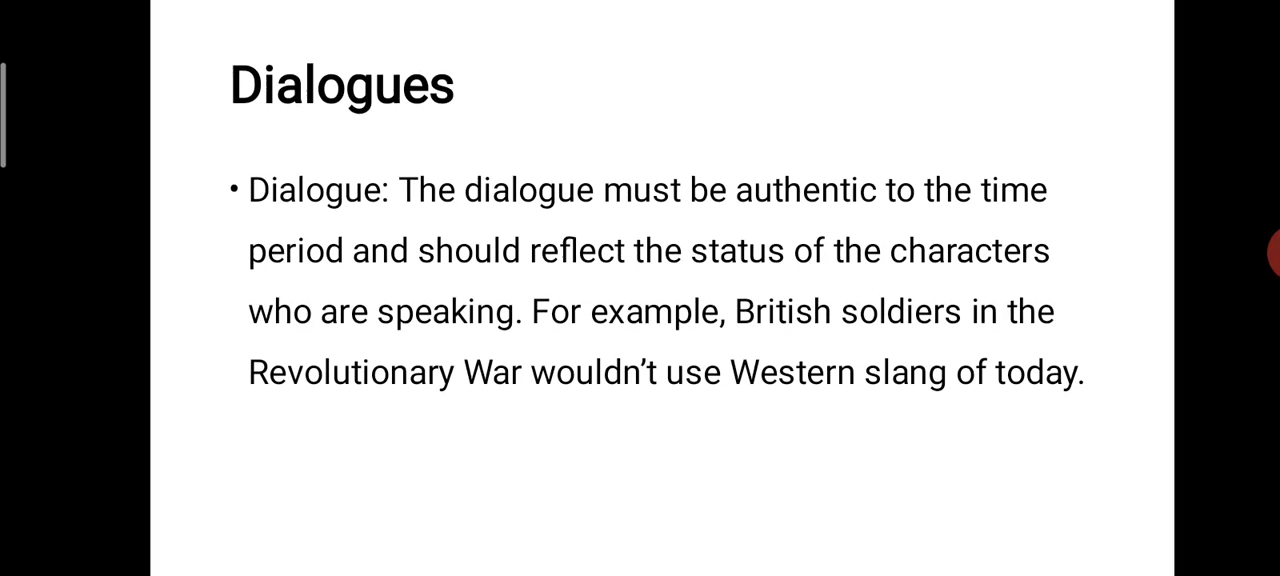 Dialogues
• Dialogue: The dialogue must be authentic to the time
period and should reflect the status of the characters
who are speaking. For example, British soldiers in the
Revolutionary War wouldn’t use Western slang of today.